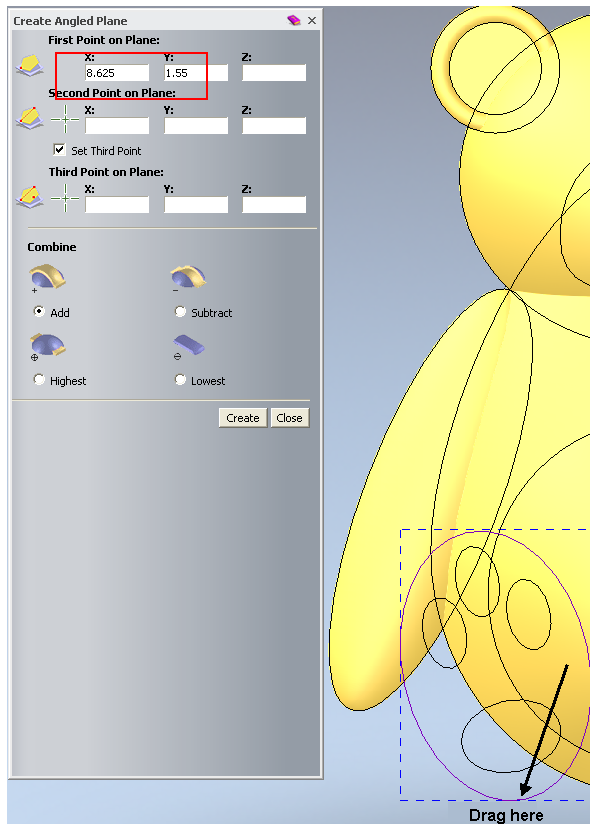 Create Angled Plane
First Point on Plane:
X: Y: Z:
8.625 1.55
Second Point on Plane:
X: Y: Z:
Set Third Point
Third Point on Plane:
X: Y: Z:
Combine
Add Subtract
Highest Lowest
Create Close
Drag here